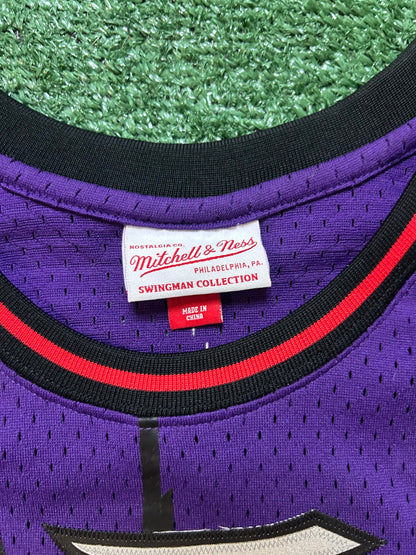 NOSTALGIA CO.
Mitchell & Ness
PHILADELPHIA, PA.
SWINGMAN COLLECTION
MADE IN
CHINA